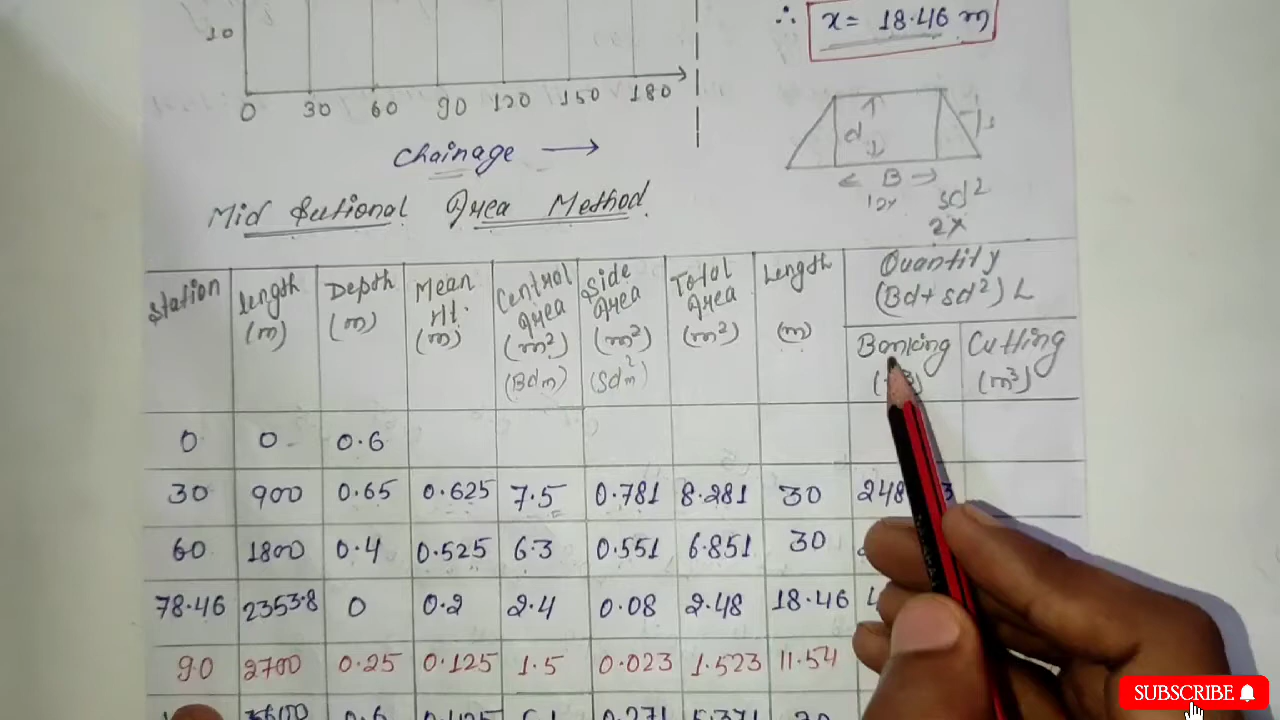 10
0 30 60 90 120 150 180
Chainage
∴ x = 18.46 m
d
B
12x
sd²
2x
Mid Sectional Area Method
Station Length (m) Depth (m) Mean Ht. (m) Central Area (m²) (Bdm) Side Area (m²) (Sdm²) Total Area (m²) Length (m) Quantity (Bd + sd²) L
Banking Cutting (m³)
0 0 0.6
30 900 0.65 0.625 7.5 0.781 8.281 30
60 1800 0.4 0.525 6.3 0.551 6.851 30
78.46 2353.8 0 0.2 2.4 0.08 2.48 18.46
90 2700 0.25 0.125 1.5 0.023 1.523 11.54
SUBSCRIBE